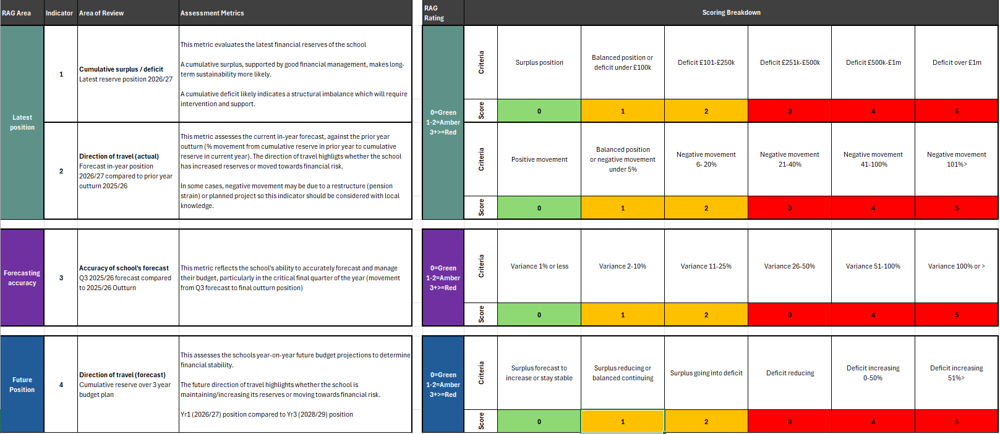 RAG Area
Indicator
Area of Review
Assessment Metrics
RAG
Rating
Scoring Breakdown
Latest
position
1
Cumulative surplus / deficit
Latest reserve position 2026/27
This metric evaluates the latest financial reserves of the school
A cumulative surplus, supported by good financial management, makes long-
term sustainability more likely.
A cumulative deficit likely indicates a structural imbalance which will require
intervention and support.
0=Green
1-2=Amber
3+>=Red
Criteria
Surplus position
Balanced position or
deficit under £100k
Deficit £101-£250k
Deficit £251k-£500k
Deficit £500k-£1m
Deficit over £1m
Score
0
1
2
3
4
5
2
Direction of travel (actual)
Forecast in-year position
2026/27 compared to prior year
outturn 2025/26
This metric assesses the current in-year forecast, against the prior year
outturn (% movement from cumulative reserve in prior year to cumulative
reserve in current year). The direction of travel highligts whether the school
has increased reserves or moved towards financial risk.
In some cases, negative movement may be due to a restructure (pension
strain) or planned project so this indicator should be considered with local
knowledge.
Criteria
Positive movement
Balanced position
or negative movement
under 5%
Negative movement
6- 20%
Negative movement
21-40%
Negative movement
41-100%
Negative movement
101%>
Score
0
1
2
3
4
5
Forecasting
accuracy
3
Accuracy of school's forecast
Q3 2025/26 forecast compared
to 2025/26 Outturn
This metric reflects the school's ability to accurately forecast and manage
their budget, particularly in the critical final quarter of the year (movement
from Q3 forecast to final outturn position)
0=Green
1-2=Amber
3+>=Red
Criteria
Variance 1% or less
Variance 2-10%
Variance 11-25%
Variance 26-50%
Variance 51-100%
Variance 100% or >
Score
0
1
2
3
4
5
Future
Position
4
Direction of travel (forecast)
Cumulative reserve over 3 year
budget plan
This assesses the schools year-on-year future budget projections to determine
financial stability.
The future direction of travel highlights whether the school is
maintaining/increasing its reserves or moving towards financial risk.
Yr1 (2026/27) position compared to Yr3 (2028/29) position
0=Green
1-2=Amber
3+>=Red
Criteria
Surplus forecast to
increase or stay stable
Surplus reducing or
balanced continuing
Surplus going into deficit
Deficit reducing
Deficit increasing
0-50%
Deficit increasing
51%>
Score
0
1
2
3
4
5